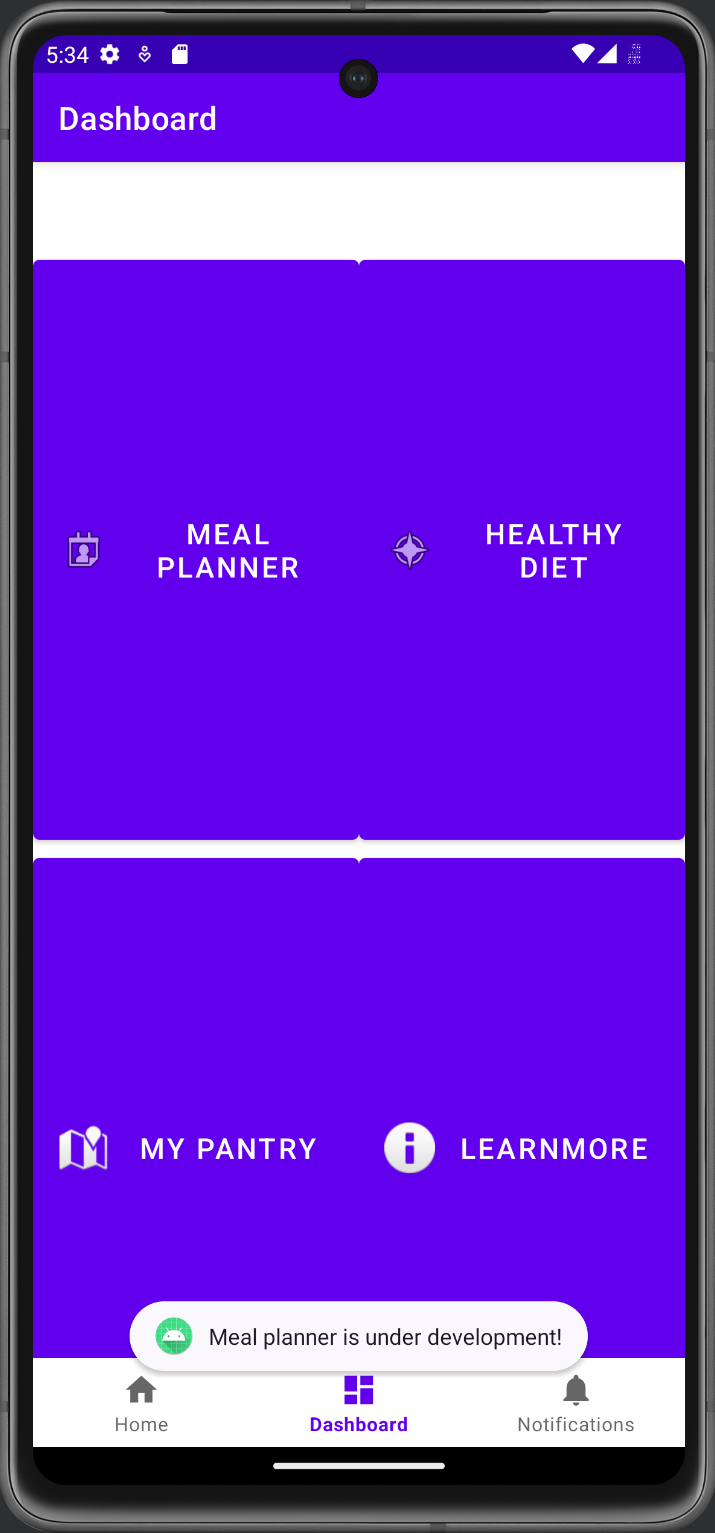 5:34
Dashboard
MEAL
PLANNER
HEALTHY
DIET
MY PANTRY
LEARNMORE
Meal planner is under development!
Home
Dashboard
Notifications